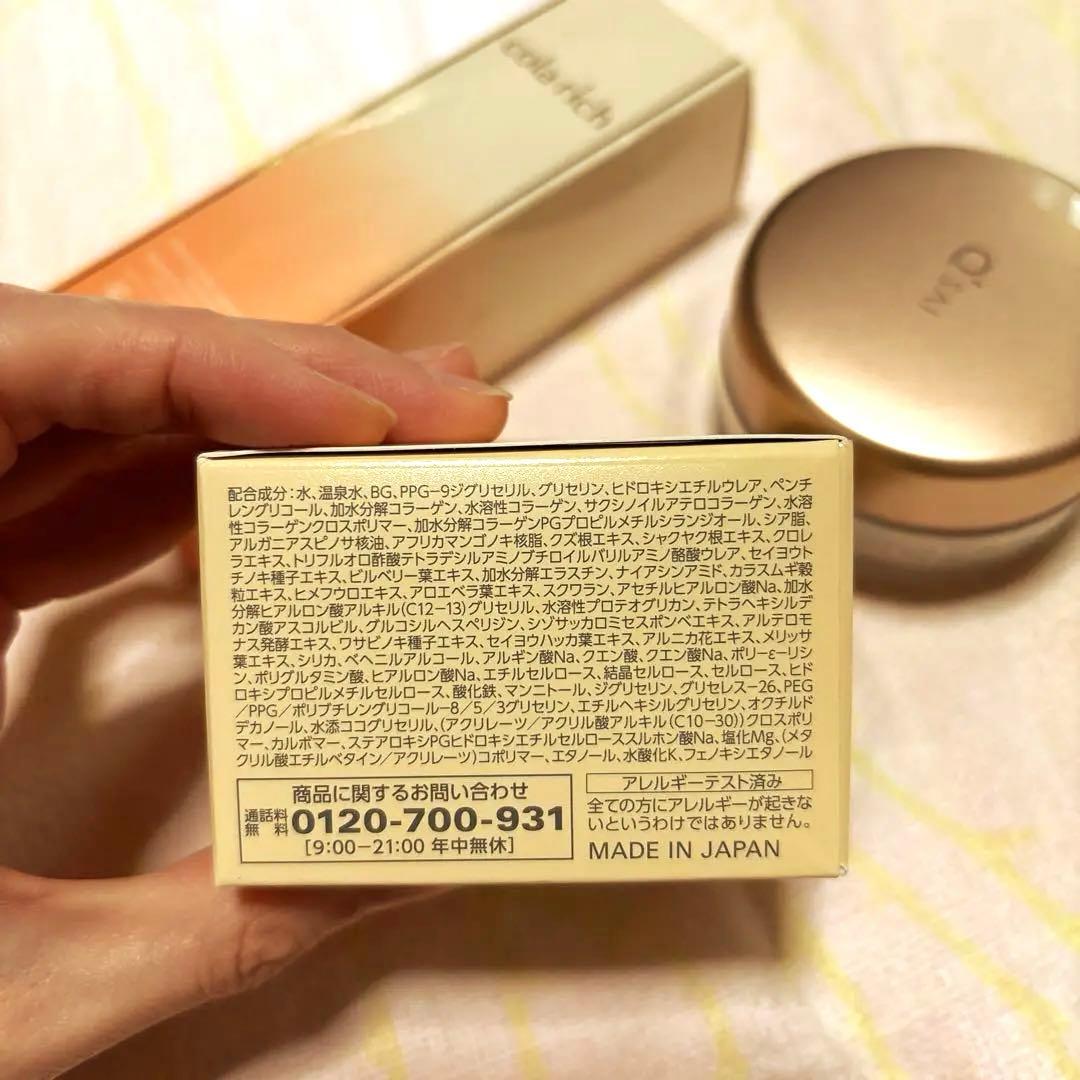 cola rich
Q'SAI
配合成分：水、温泉水、BG、PPG−9ジグリセリル、グリセリン、ヒドロキシエチルウレア、ペンチ
レングリコール、加水分解コラーゲン、水溶性コラーゲン、サクシノイルアテロコラーゲン、水溶
性コラーゲンクロスポリマー、加水分解コラーゲンPGプロピルメチルシランジオール、シア脂、
アルガニアスピノサ核油、アフリカマンゴノキ核脂、クズ根エキス、シャクヤク根エキス、クロレ
ラエキス、トリフルオロ酢酸テトラデシルアミノブチロイルバリルアミノ酪酸ウレア、セイヨウト
チノキ種子エキス、ビルベリー葉エキス、加水分解エラスチン、ナイアシンアミド、カラスムギ穀
粒エキス、ヒメフウロエキス、アロエベラ葉エキス、スクワラン、アセチルヒアルロン酸Na、加水
分解ヒアルロン酸アルキル(C12−13)グリセリル、水溶性プロテオグリカン、テトラヘキシルデ
カン酸アスコルビル、グルコシルヘスペリジン、シゾサッカロミセスポンベエキス、アルテロモ
ナス発酵エキス、ワサビノキ種子エキス、セイヨウハッカ葉エキス、アルニカ花エキス、メリッサ
葉エキス、シリカ、ベヘニルアルコール、アルギン酸Na、クエン酸、クエン酸Na、ポリーε−リシ
ン、ポリグルタミン酸、ヒアルロン酸Na、エチルセルロース、結晶セルロース、セルロース、ヒド
ロキシプロピルメチルセルロース、酸化鉄、マンニトール、ジグリセリン、グリセレス−26、PEG
／PPG／ポリブチレングリコール−8／5／3グリセリン、エチルヘキシルグリセリン、オクチルド
デカノール、水添ココグリセリル、(アクリレーツ／アクリル酸アルキル(C10−30))クロスポリ
マー、カルボマー、ステアロキシPGヒドロキシエチルセルローススルホン酸Na、塩化Mg、(メタ
クリル酸エチルベタイン／アクリレーツ)コポリマー、エタノール、水酸化K、フェノキシエタノール
商品に関するお問い合わせ
通話料無料 0120-700-931
[9:00−21:00 年中無休]
アレルギーテスト済み
全ての方にアレルギーが起きな
いというわけではありません。
MADE IN JAPAN